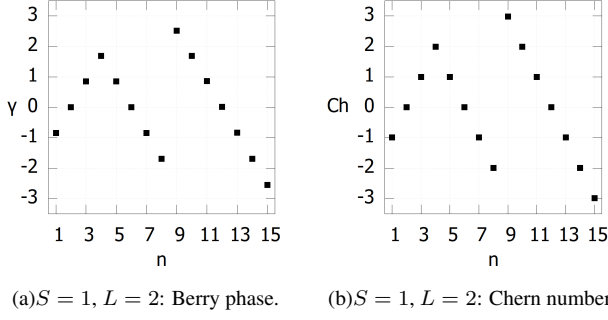 3
2
1
0
-1
-2
-3
γ
1 3 5 7 9 11 13 15
n
3
2
1
0
-1
-2
-3
Ch
1 3 5 7 9 11 13 15
n
(a)S = 1, L = 2: Berry phase.
(b)S = 1, L = 2: Chern number